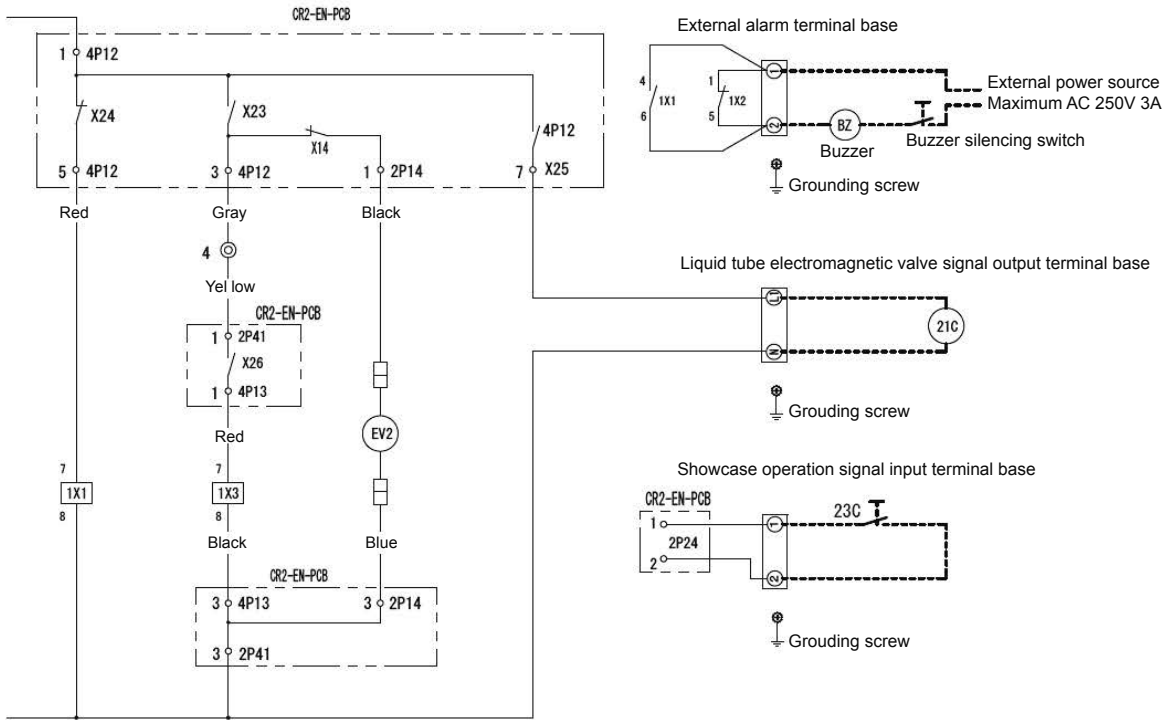 CR2-EN-PCB
1 4P12
X24
X23
X14
4P12
5 4P12
3 4P12
1 2P14
7 X25
Red
Gray
Black
4
Yel low
CR2-EN-PCB
1 2P41
X26
1 4P13
Red
EV2
7
1X1
8
7
1X3
8
Black
Blue
CR2-EN-PCB
3 4P13
3 2P14
3 2P41
External alarm terminal base
4
1X1
6
1
1X2
5
1
2
External power source
Maximum AC 250V 3A
BZ
Buzzer
Buzzer silencing switch
Grounding screw
Liquid tube electromagnetic valve signal output terminal base
L1
N
21C
Grouding screw
Showcase operation signal input terminal base
CR2-EN-PCB
1
2P24
2
1
2
23C
Grounding screw